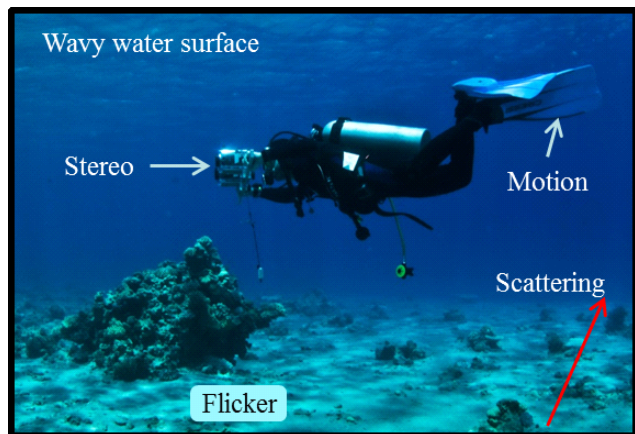 Wavy water surface
Stereo
Motion
Scattering
Flicker